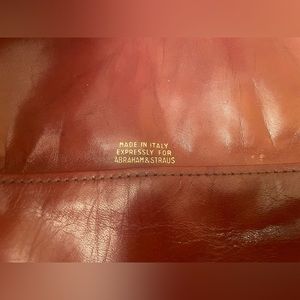 MADE IN ITALY
EXPRESSLY FOR
ABRAHAM & STRAUS